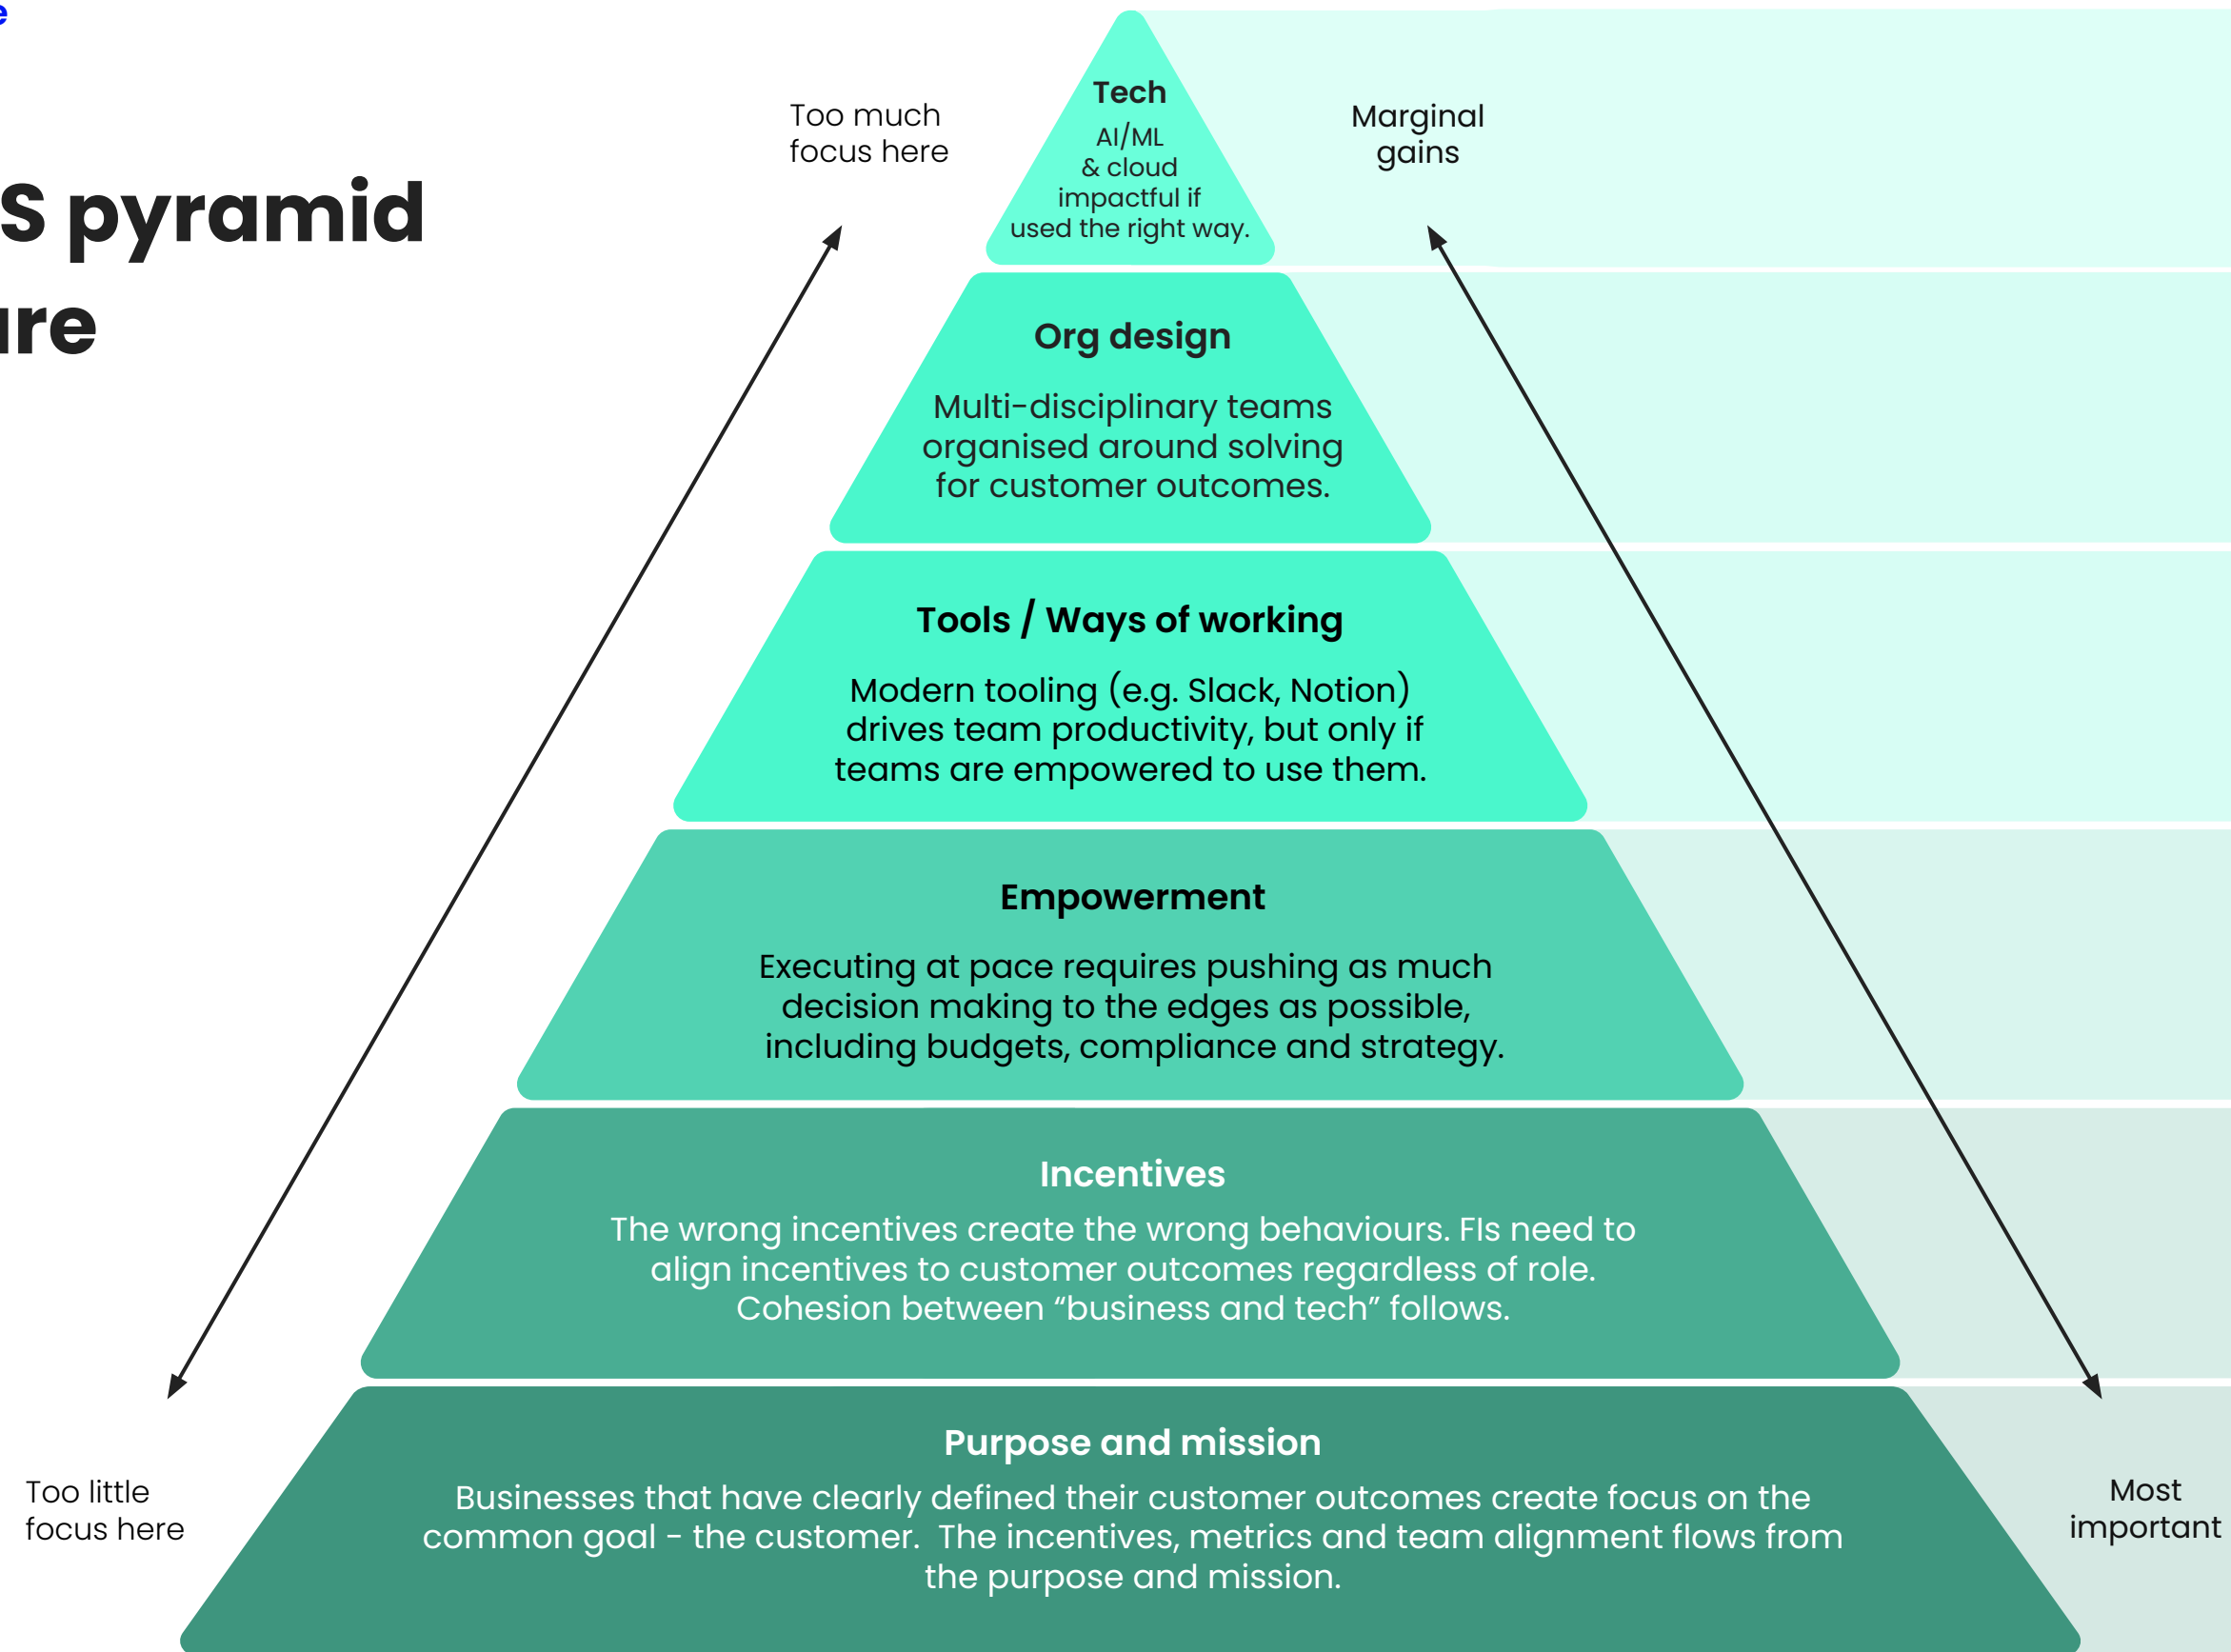 S pyramid
Too much
focus here
Tech
AI/ML
& cloud
impactful if
used the right way.
Marginal
gains
Org design
Multi-disciplinary teams
organised around solving
for customer outcomes.
Tools / Ways of working
Modern tooling (e.g. Slack, Notion)
drives team productivity, but only if
teams are empowered to use them.
Empowerment
Executing at pace requires pushing as much
decision making to the edges as possible,
including budgets, compliance and strategy.
Incentives
The wrong incentives create the wrong behaviours. FIs need to
align incentives to customer outcomes regardless of role.
Cohesion between “business and tech” follows.
Purpose and mission
Businesses that have clearly defined their customer outcomes create focus on the
common goal - the customer.  The incentives, metrics and team alignment flows from
the purpose and mission.
Too little
focus here
Most
important